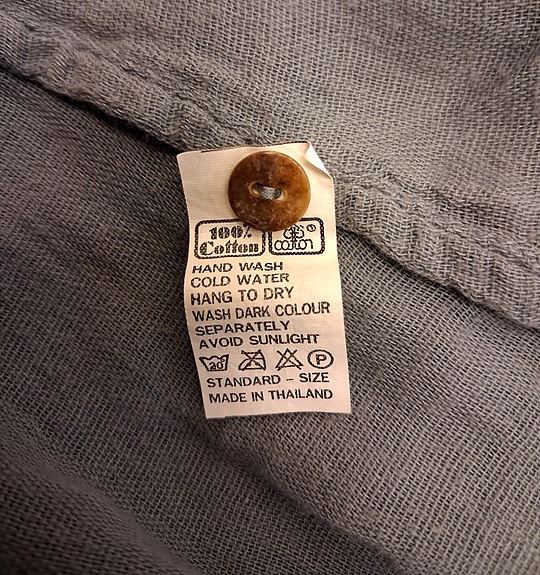 100%
Cotton
cotton
HAND WASH
COLD WATER
HANG TO DRY
WASH DARK COLOUR
SEPARATELY
AVOID SUNLIGHT
P
STANDARD - SIZE
MADE IN THAILAND